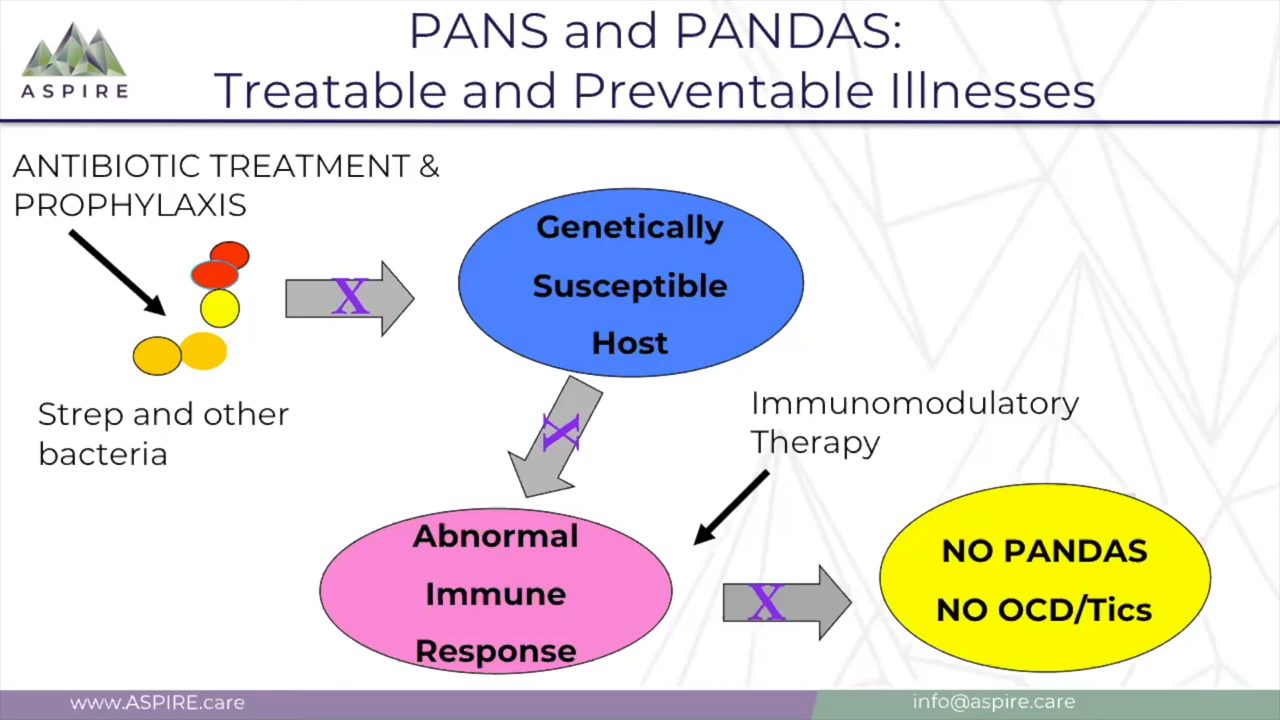 PANS and PANDAS:
Treatable and Preventable Illnesses
ASPIRE
ANTIBIOTIC TREATMENT &
PROPHYLAXIS
X
Genetically
Susceptible
Host
Strep and other
bacteria
X
Immunomodulatory
Therapy
Abnormal
Immune
Response
X
NO PANDAS
NO OCD/Tics
www.ASPIRE.care
info@aspire.care